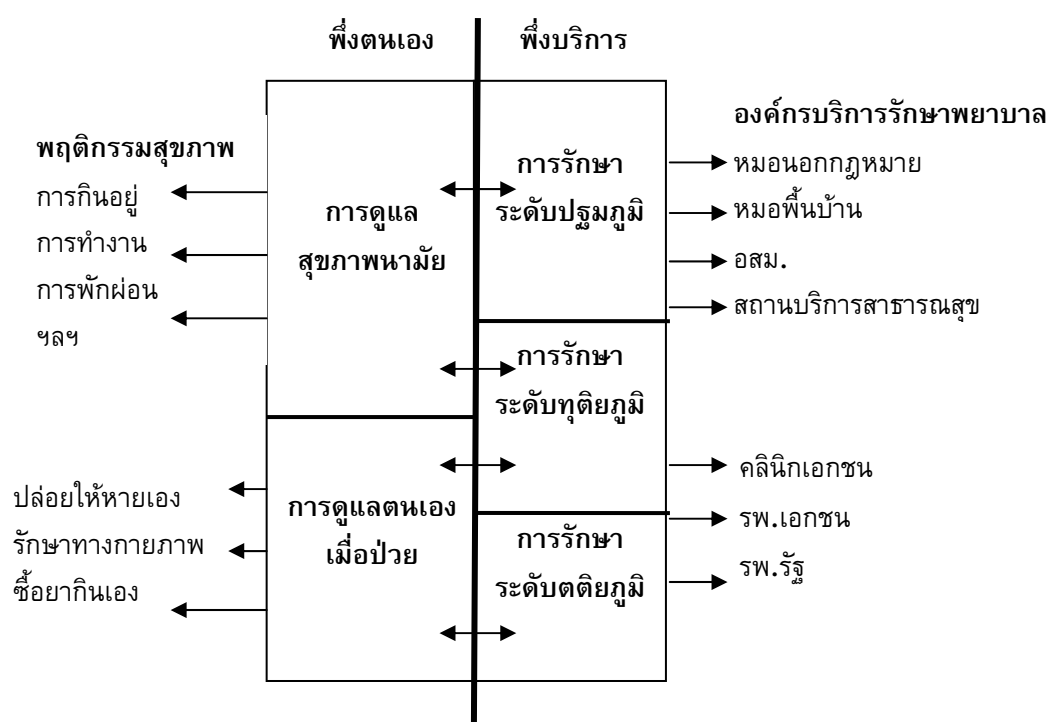 พึ่งตนเอง
พึ่งบริการ
พฤติกรรมสุขภาพ
การกินอยู่
การทำงาน
การพักผ่อน
ฯลฯ
การดูแล
สุขภาพนามัย
การรักษา
ระดับปฐมภูมิ
องค์กรบริการรักษาพยาบาล
หมอนอกกฎหมาย
หมอพื้นบ้าน
อสม.
สถานบริการสาธารณสุข
การรักษา
ระดับทุติยภูมิ
ปล่อยให้หายเอง
รักษาทางกายภาพ
ซื้อยากินเอง
การดูแลตนเอง
เมื่อป่วย
การรักษา
ระดับตติยภูมิ
คลินิกเอกชน
รพ.เอกชน
รพ.รัฐ